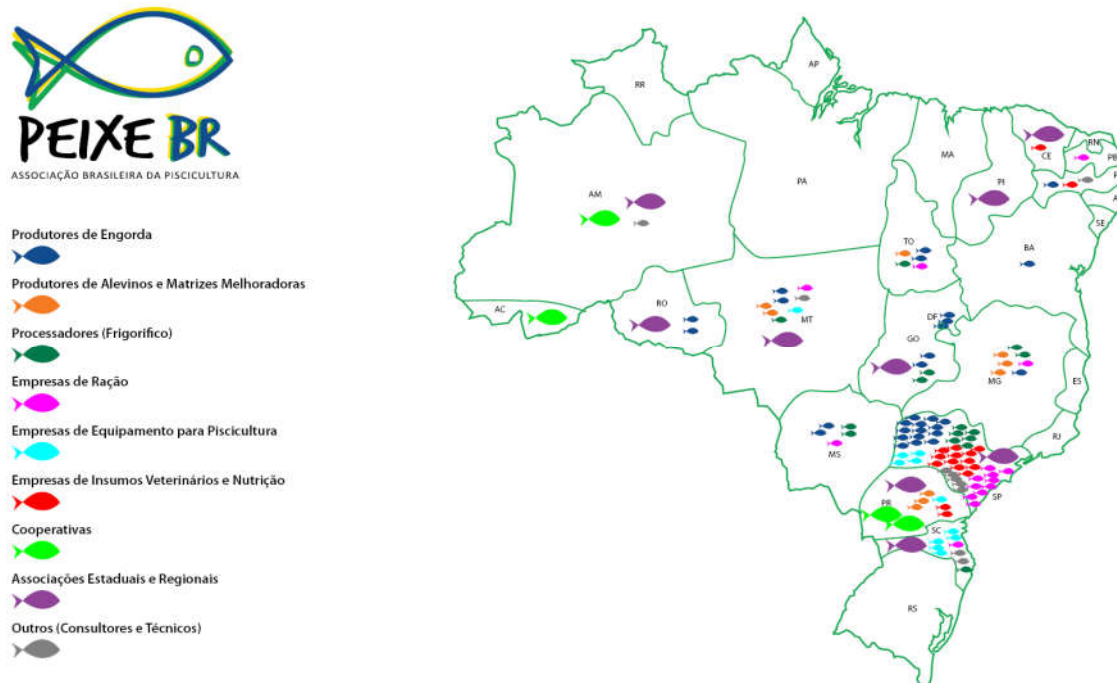 PEIXE BR
ASSOCIAÇÃO BRASILEIRA DA PISCICULTURA
Produtores de Engorda
Produtores de Alevinos e Matrizes Melhoradoras
Processadores (Frigorífico)
Empresas de Ração
Empresas de Equipamento para Piscicultura
Empresas de Insumos Veterinários e Nutrição
Cooperativas
Associações Estaduais e Regionais
Outros (Consultores e Técnicos)
AP
RR
AM
PA
MA
CE
RN
PB
PI
SE
TO
BA
AC
RO
MT
DF
GO
MG
ES
MS
RJ
SP
PR
SC
RS